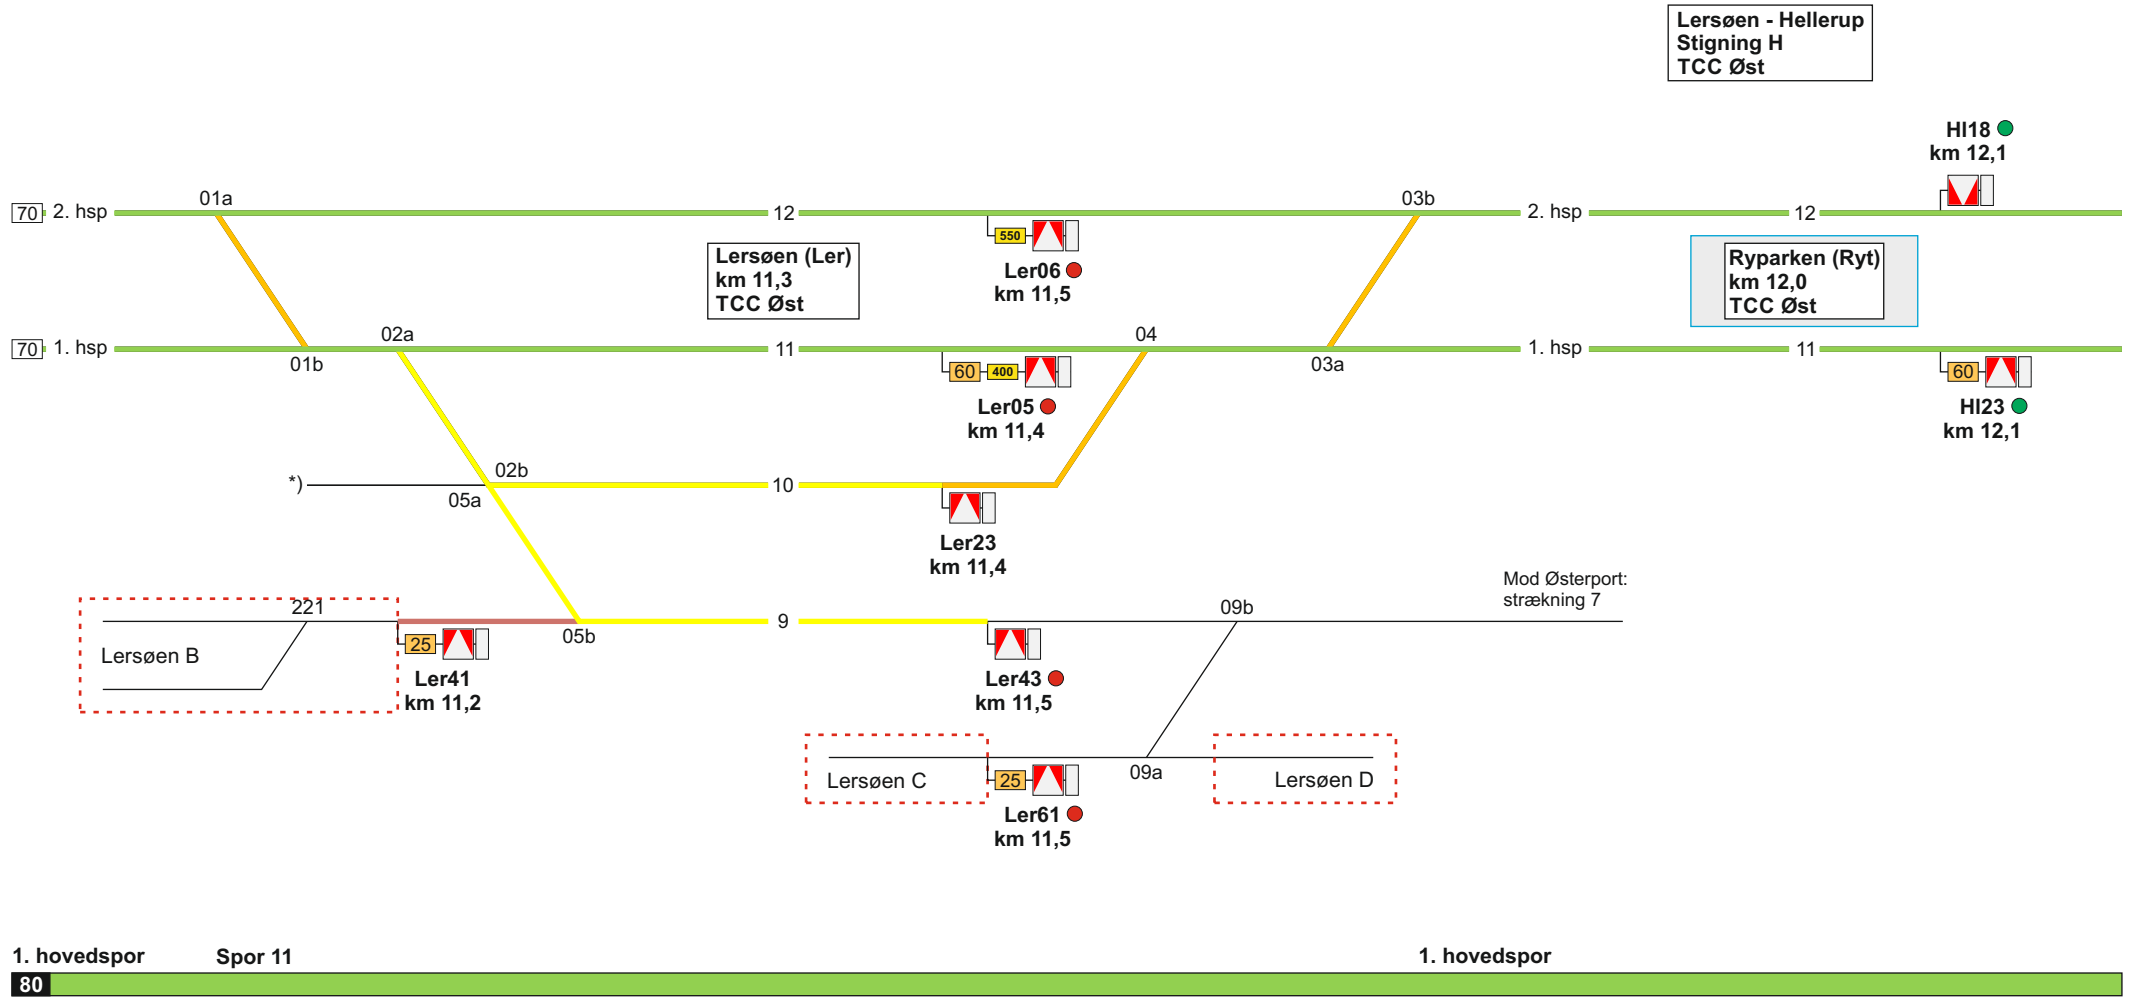 Lersøen - Hellerup
Stigning H
TCC Øst
Hl18
km 12,1
01a
03b
70 2. hsp
12
2. hsp
12
550
Ler06
km 11,5
Lersøen (Ler)
km 11,3
TCC Øst
Ryparken (Ryt)
km 12,0
TCC Øst
02a
04
70 1. hsp
11
1. hsp
11
01b
03a
60 400
Ler05
km 11,4
60
Hl23
km 12,1
02b
*)
10
05a
Ler23
km 11,4
Mod Østerport:
strækning 7
221
09b
9
05b
Lersøen B
25
Ler41
km 11,2
Ler43
km 11,5
09a
Lersøen C
25
Lersøen D
Ler61
km 11,5
1. hovedspor
Spor 11
1. hovedspor
80